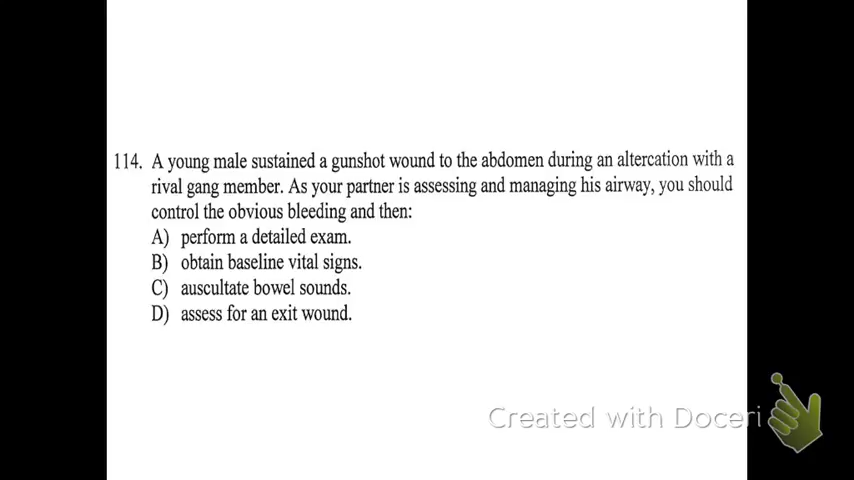 114. A young male sustained a gunshot wound to the abdomen during an altercation with a
rival gang member. As your partner is assessing and managing his airway, you should
control the obvious bleeding and then:
A) perform a detailed exam.
B) obtain baseline vital signs.
C) auscultate bowel sounds.
D) assess for an exit wound.
Created with Doceri